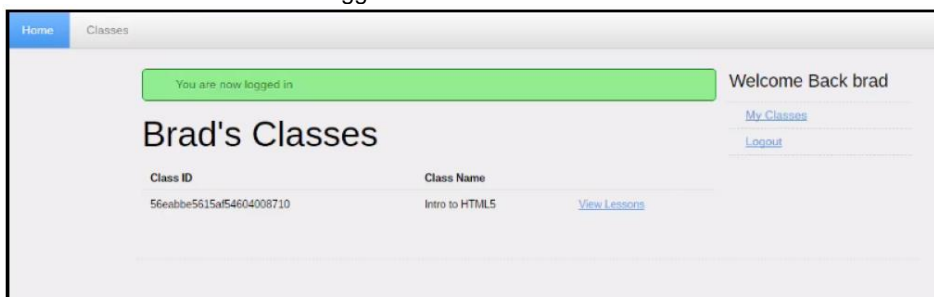 Home Classes
You are now logged in
Welcome Back brad
My Classes
Logout
Brad's Classes
Class ID Class Name
56eabbe5615af54604008710 Intro to HTML5 View Lessons